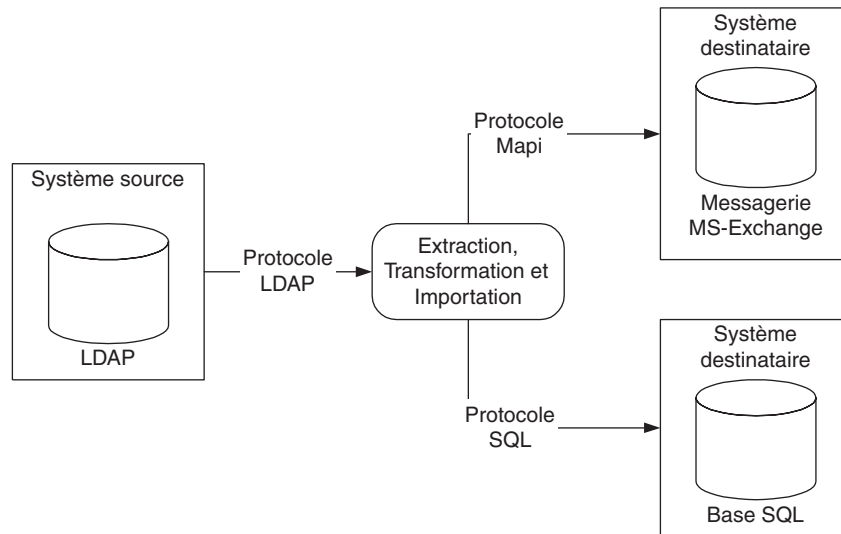 Système source
LDAP
Protocole
LDAP
Extraction,
Transformation et
Importation
Protocole
Mapi
Système
destinataire
Messagerie
MS-Exchange
Protocole
SQL
Système
destinataire
Base SQL